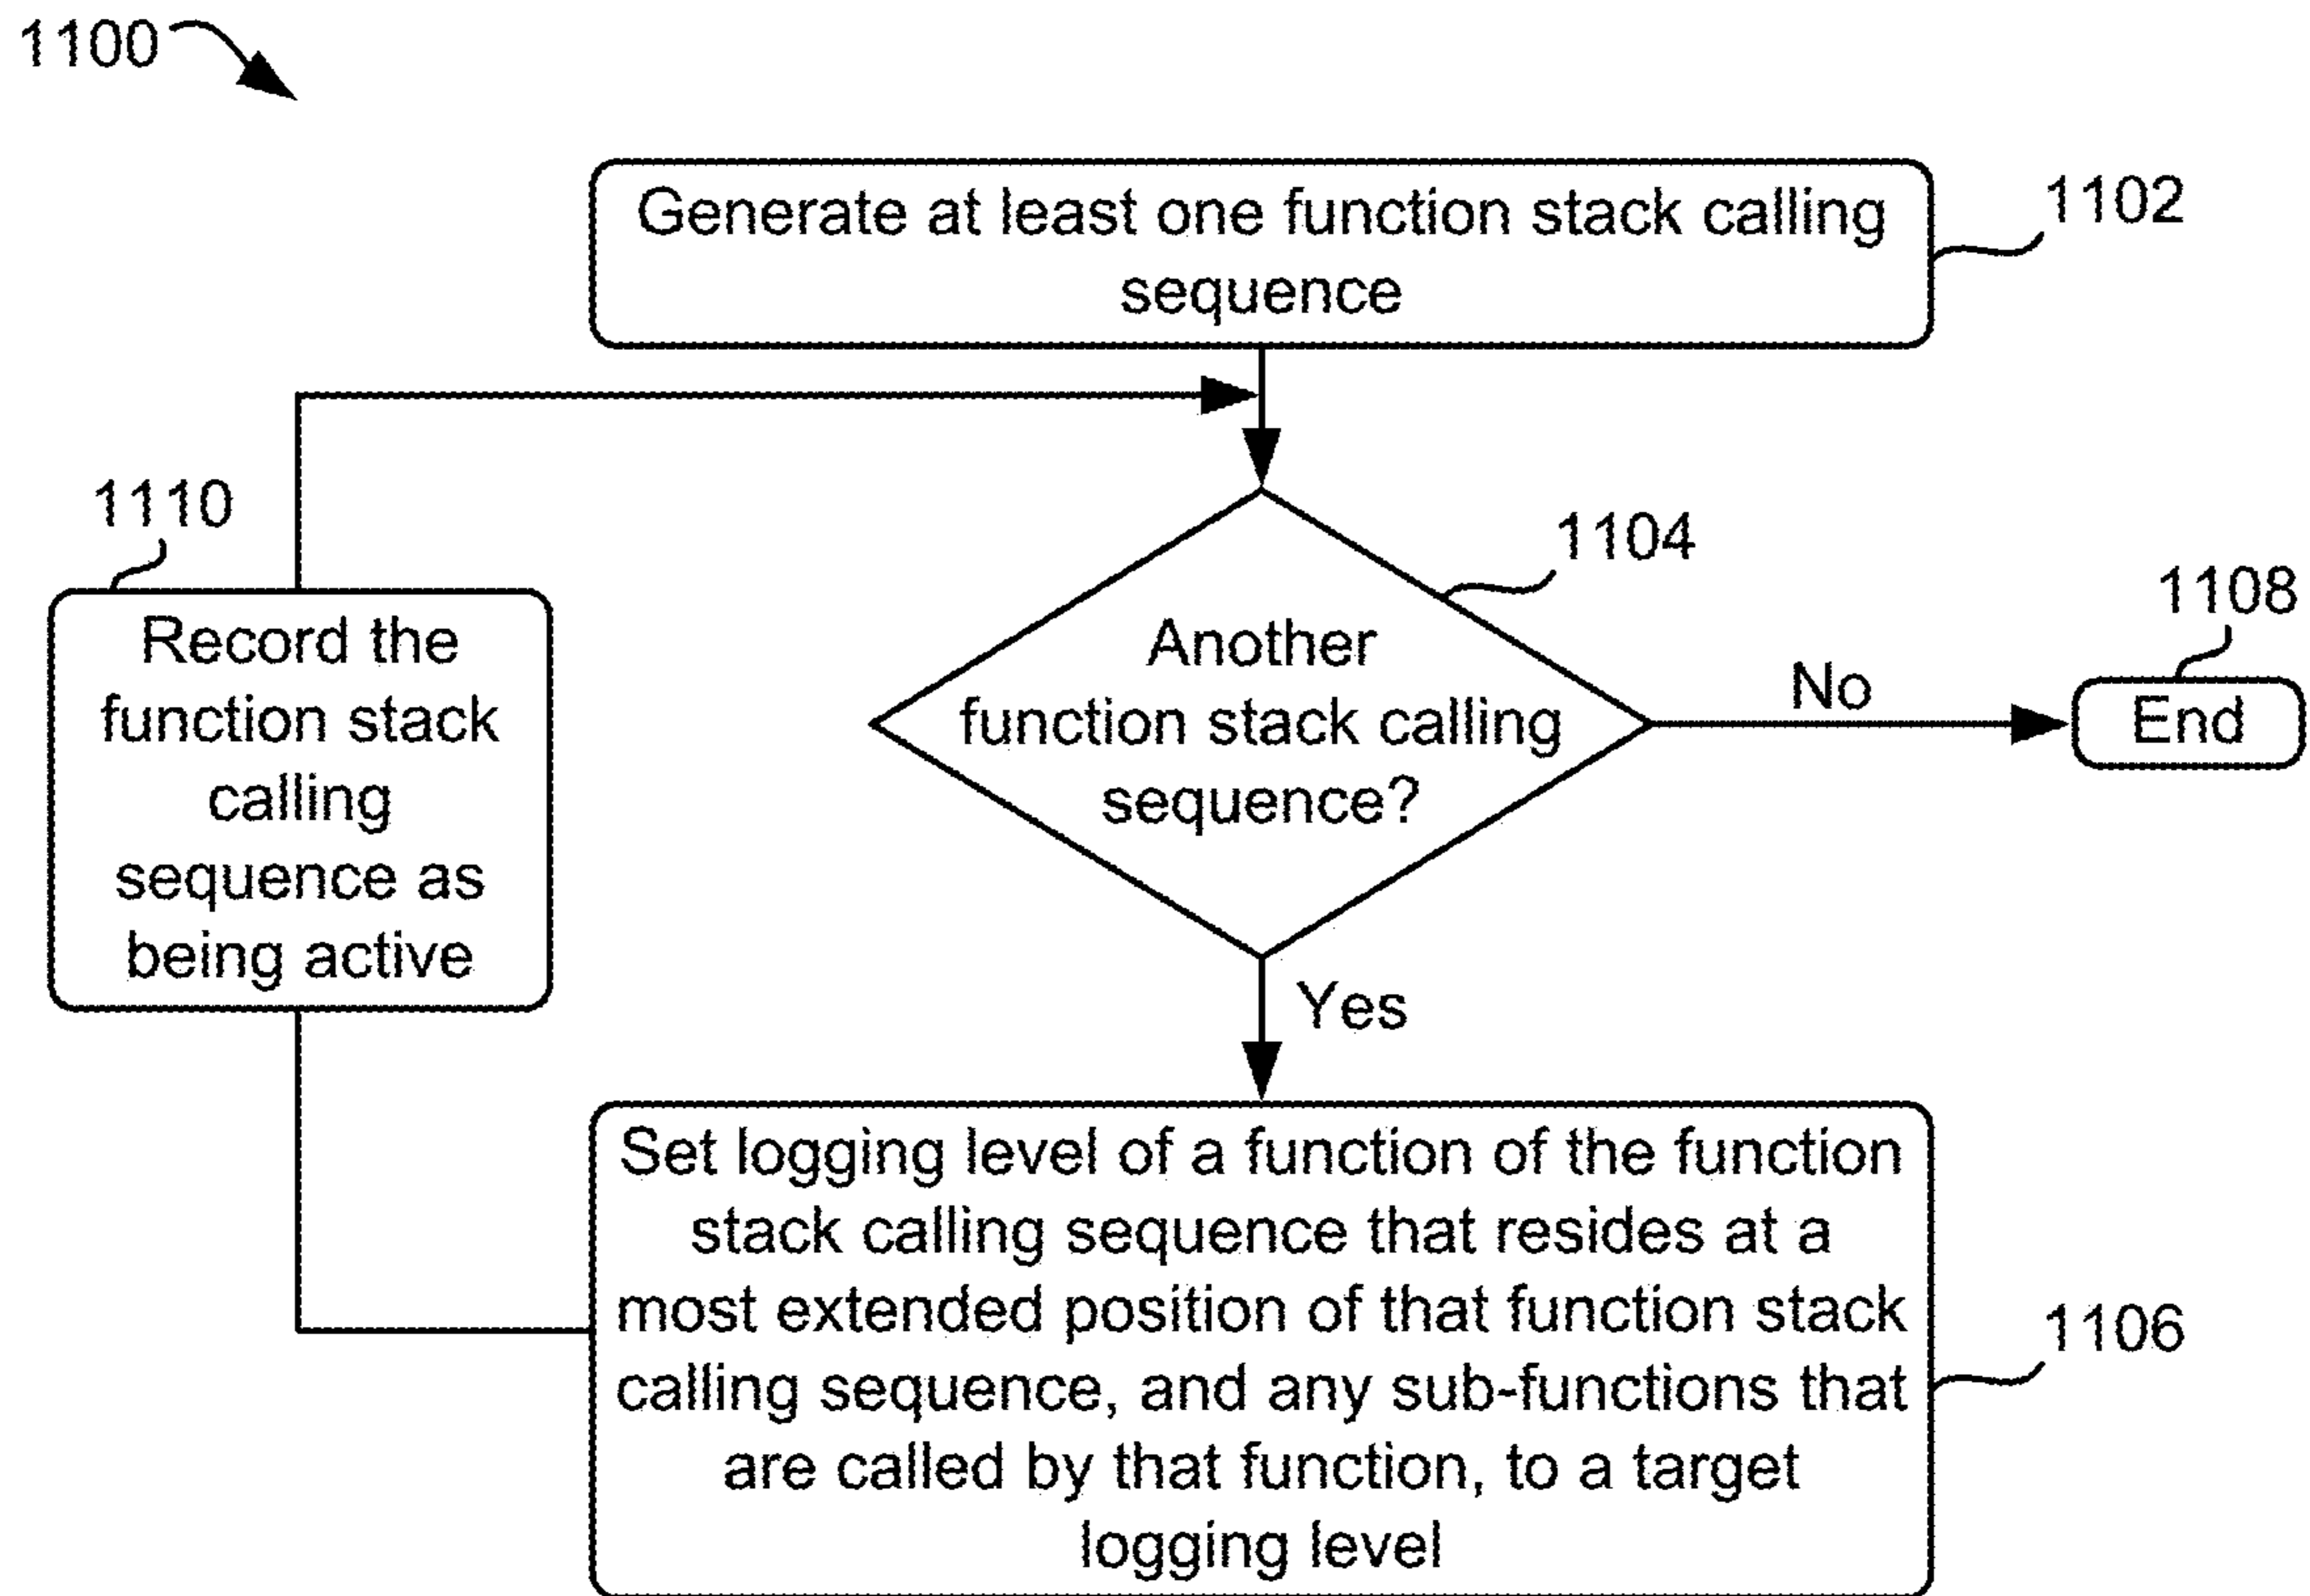 1100
Generate at least one function stack calling
sequence
1102
1110
Record the
function stack
calling
sequence as
being active
1104
Another
function stack calling
sequence?
No
1108
End
Yes
Set logging level of a function of the function
stack calling sequence that resides at a
most extended position of that function stack
calling sequence, and any sub-functions that
are called by that function, to a target
logging level
1106